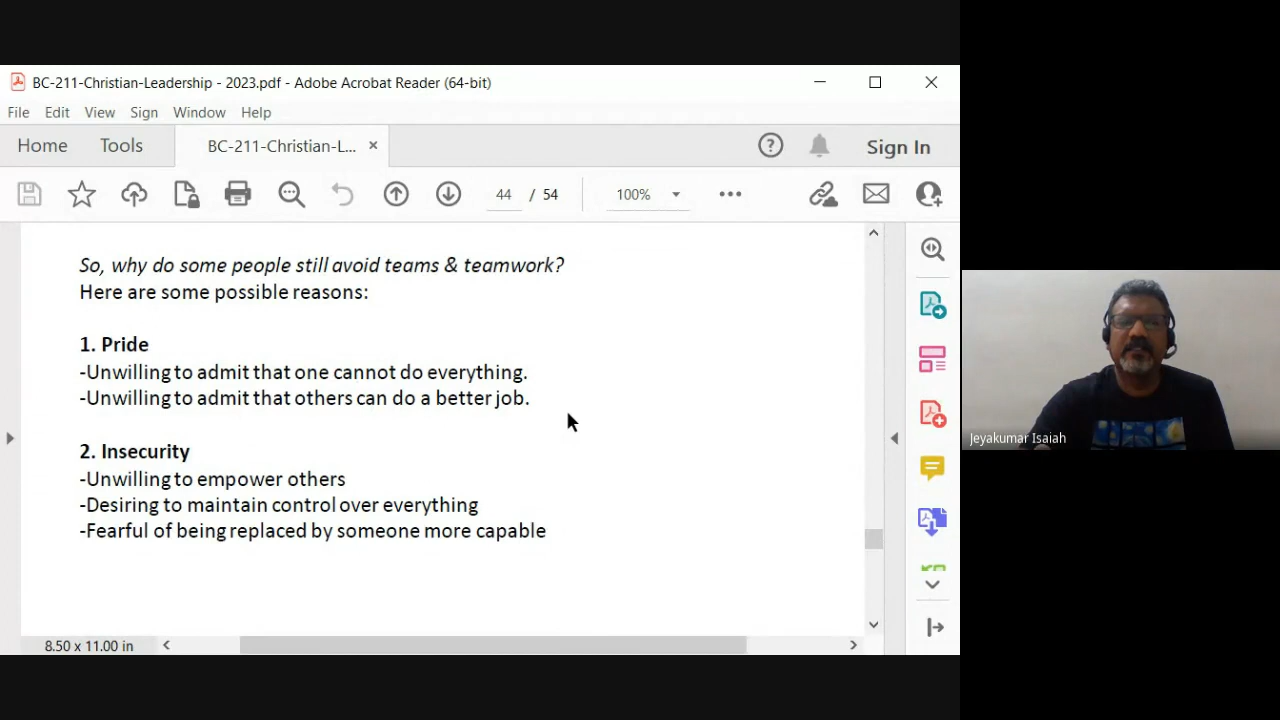 BC-211-Christian-Leadership - 2023.pdf - Adobe Acrobat Reader (64-bit)
File Edit View Sign Window Help
Home Tools BC-211-Christian-L... × Sign In
44 / 54 100%
So, why do some people still avoid teams & teamwork?
Here are some possible reasons:
1. Pride
-Unwilling to admit that one cannot do everything.
-Unwilling to admit that others can do a better job.
2. Insecurity
-Unwilling to empower others
-Desiring to maintain control over everything
-Fearful of being replaced by someone more capable
8.50 x 11.00 in
Jeyakumar Isaiah